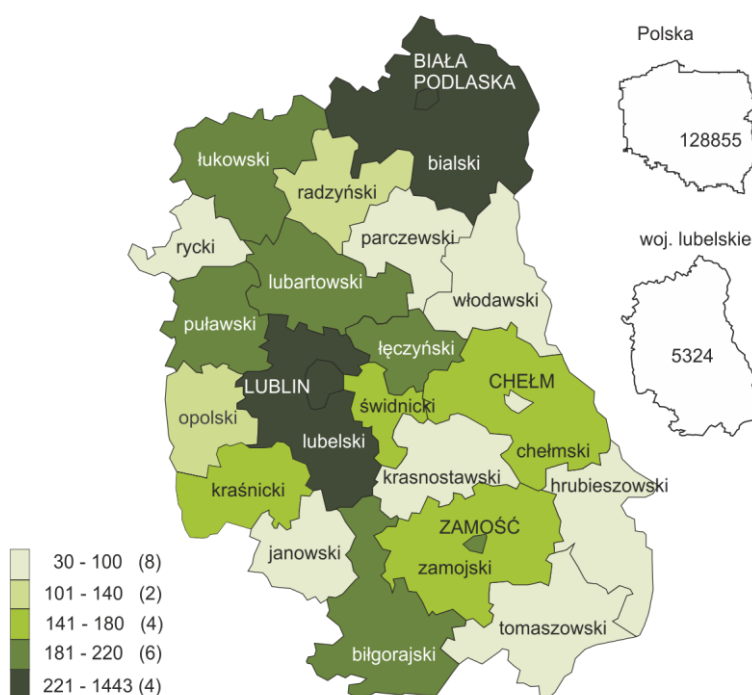 Polska
128855
woj. lubelskie
5324
BIAŁA
PODLASKA
bialski
łukowski
radzyński
rycki
parczewski
lubartowski
włodawski
puławski
łęczyński
LUBLIN
CHEŁM
opolski
świdnicki
lubelski
chełmski
kraśnicki
krasnostawski
hrubieszowski
ZAMOŚĆ
janowski
zamojski
tomaszowski
biłgorajski
30 - 100 (8)
101 - 140 (2)
141 - 180 (4)
181 - 220 (6)
221 - 1443 (4)